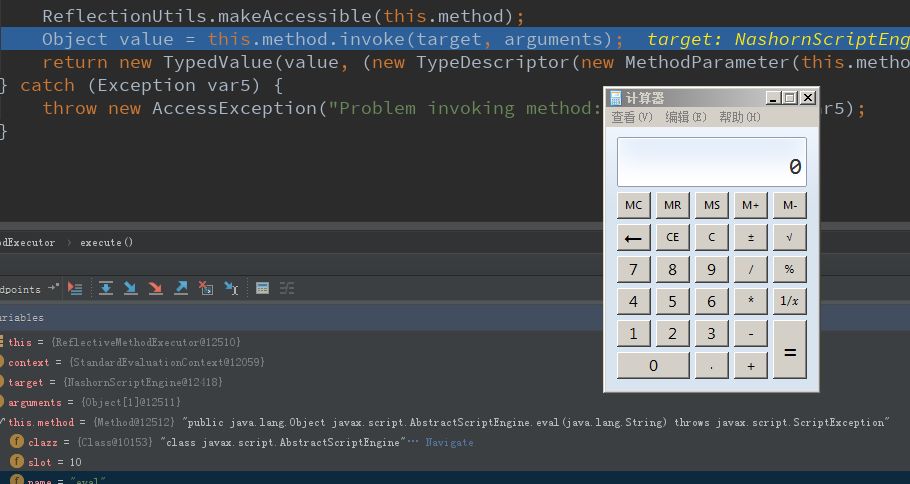 ReflectionUtils.makeAccessible(this.method);
Object value = this.method.invoke(target, arguments); target: NashornScriptEng
return new TypedValue(value, (new TypeDescriptor(new MethodParameter(this.metho
} catch (Exception var5) {
throw new AccessException("Problem invoking method: var5);
}
计算器
查看(V) 编辑(E) 帮助(H)
0
MC MR MS M+ M-
← CE C ± √
7 8 9 / %
4 5 6 * 1/x
1 2 3 - =
0 . +
dExecutor › execute()
dpoints
ariables
this = {ReflectiveMethodExecutor@12510}
context = {StandardEvaluationContext@12059}
target = {NashornScriptEngine@12418}
arguments = {Object[1]@12511}
this.method = {Method@12512} "public java.lang.Object javax.script.AbstractScriptEngine.eval(java.lang.String) throws javax.script.ScriptException"
f clazz = {Class@10153} "class javax.script.AbstractScriptEngine"… Navigate
f slot = 10
f name = "eval"